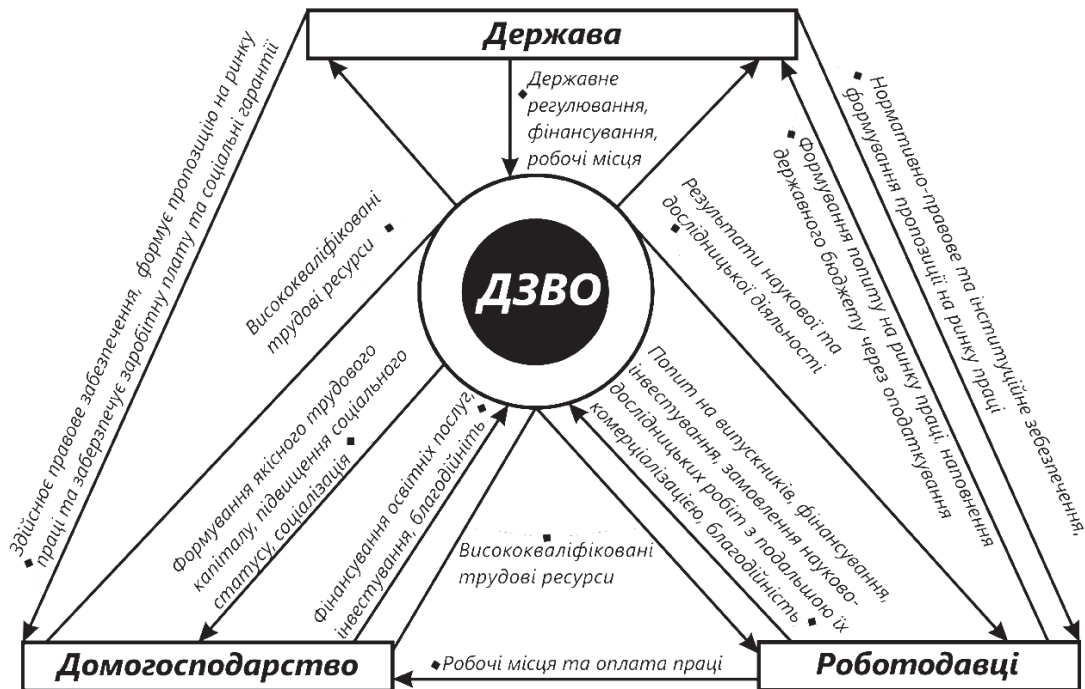 Держава
Державне
регулювання,
фінансування,
робочі місця
Здійснює правове забезпечення, формує пропозицію на ринку
праці та заберзпечує заробітну плату та соціальні гарантії
Висококваліфіковані
трудові ресурси
ДЗВО
Результати наукової та
дослідницької діяльності
Формування попиту на ринку праці, наповнення
державного бюджету через оподаткування
Нормативно-правове та інституційне зебезпечення,
формування пропозиції на ринку праці
Формування якісного трудового
капіталу, підвищення соціального
статусу, соціалізація
Фінансування освітніх послуг,
інвестування, благодійніть
Висококваліфіковані
трудові ресурси
Попит на випускників, фінансування,
інвестування, замовлення науково-
дослідницьких робіт з подальшою їх
комерціалізацією, благодійність
Домогосподарство
Робочі місця та оплата праці
Роботодавці